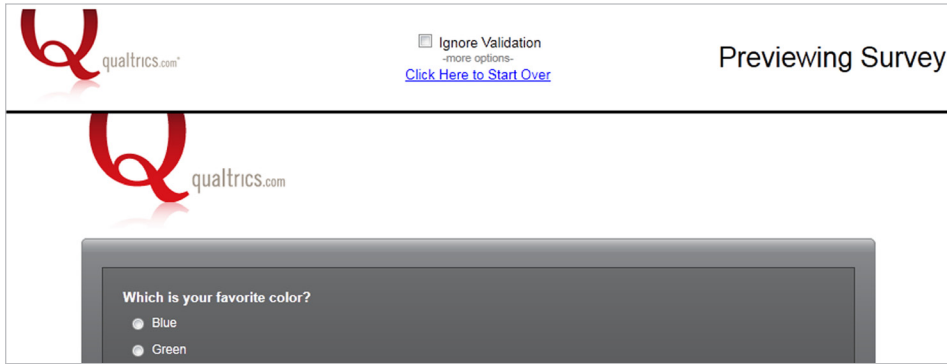 Qualtrics.com®
Ignore Validation
-more options-
Click Here to Start Over
Previewing Survey
Qualtrics.com
Which is your favorite color?
Blue
Green